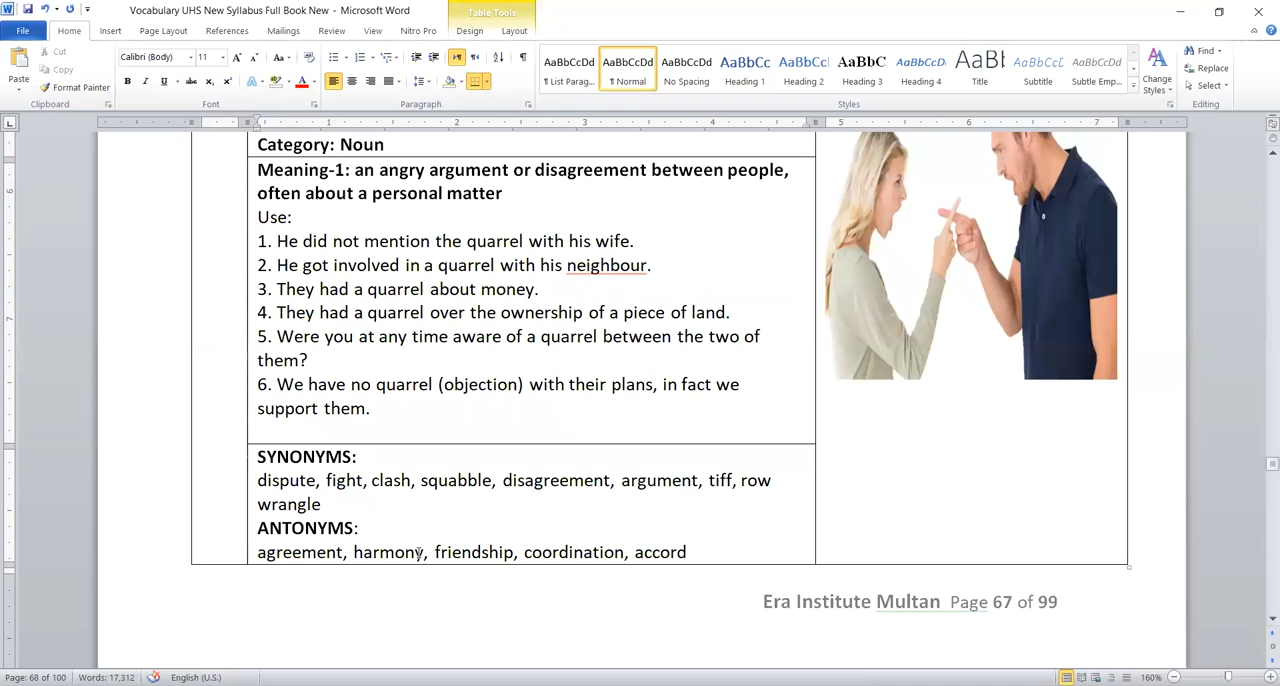 Vocabulary UHS New Syllabus Full Book New - Microsoft Word
Table Tools
File Home Insert Page Layout References Mailings Review View Nitro Pro Design Layout
Cut
Copy
Format Painter
Paste
Clipboard
Calibri (Body) 11
Font
Paragraph
AaBbCcDd AaBbCcDd AaBbCcDd AaBbCc AaBbCc AaBbC AaBbCcD AaBb AaBbCcL AaBbCcDd
¶ List Parag... ¶ Normal No Spacing Heading 1 Heading 2 Heading 3 Heading 4 Title Subtitle Subtle Emp...
Styles
Change
Styles
Find
Replace
Select
Editing
1 2 3 4 5 6 7
Category: Noun
Meaning-1: an angry argument or disagreement between people,
often about a personal matter
Use:
1. He did not mention the quarrel with his wife.
2. He got involved in a quarrel with his neighbour.
3. They had a quarrel about money.
4. They had a quarrel over the ownership of a piece of land.
5. Were you at any time aware of a quarrel between the two of
them?
6. We have no quarrel (objection) with their plans, in fact we
support them.
SYNONYMS:
dispute, fight, clash, squabble, disagreement, argument, tiff, row
wrangle
ANTONYMS:
agreement, harmony, friendship, coordination, accord
Era Institute Multan Page 67 of 99
Page: 68 of 100 Words: 17,312 English (U.S.) 160%